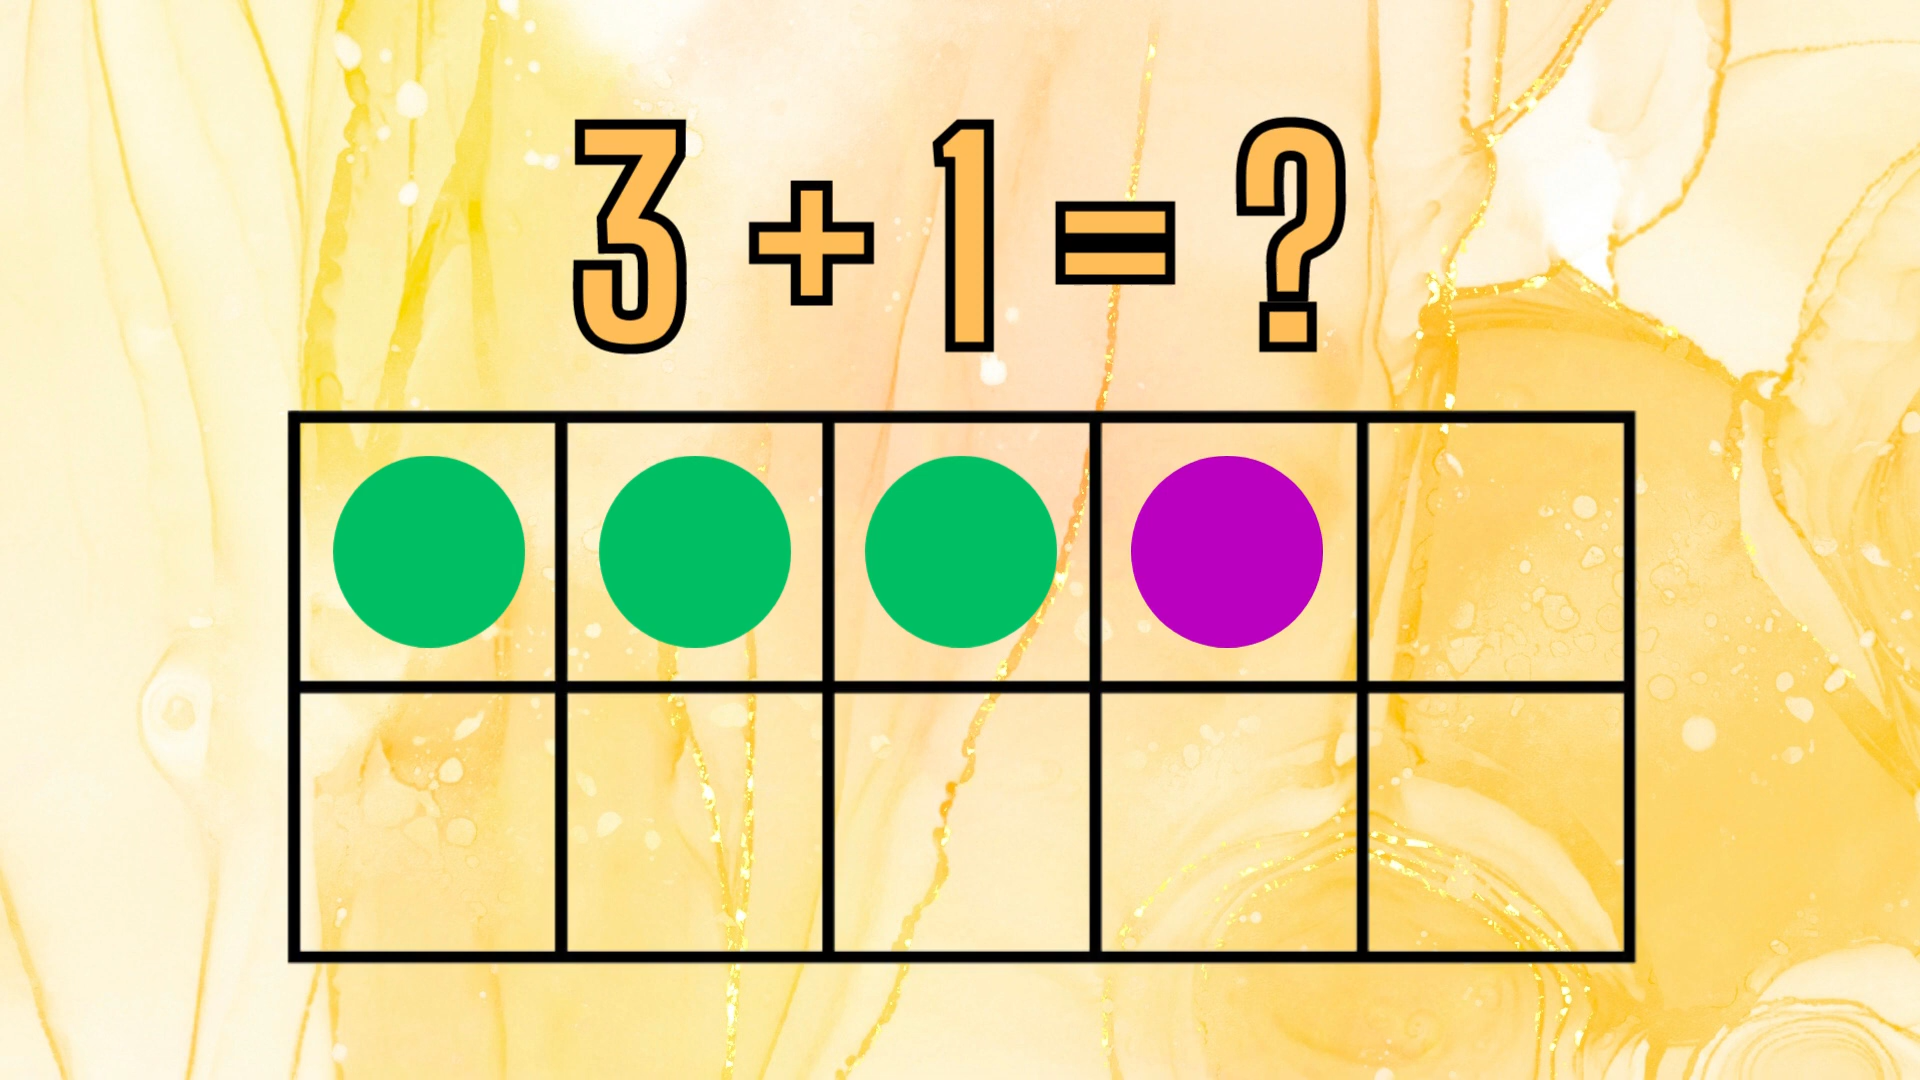 3 + 1 = ?